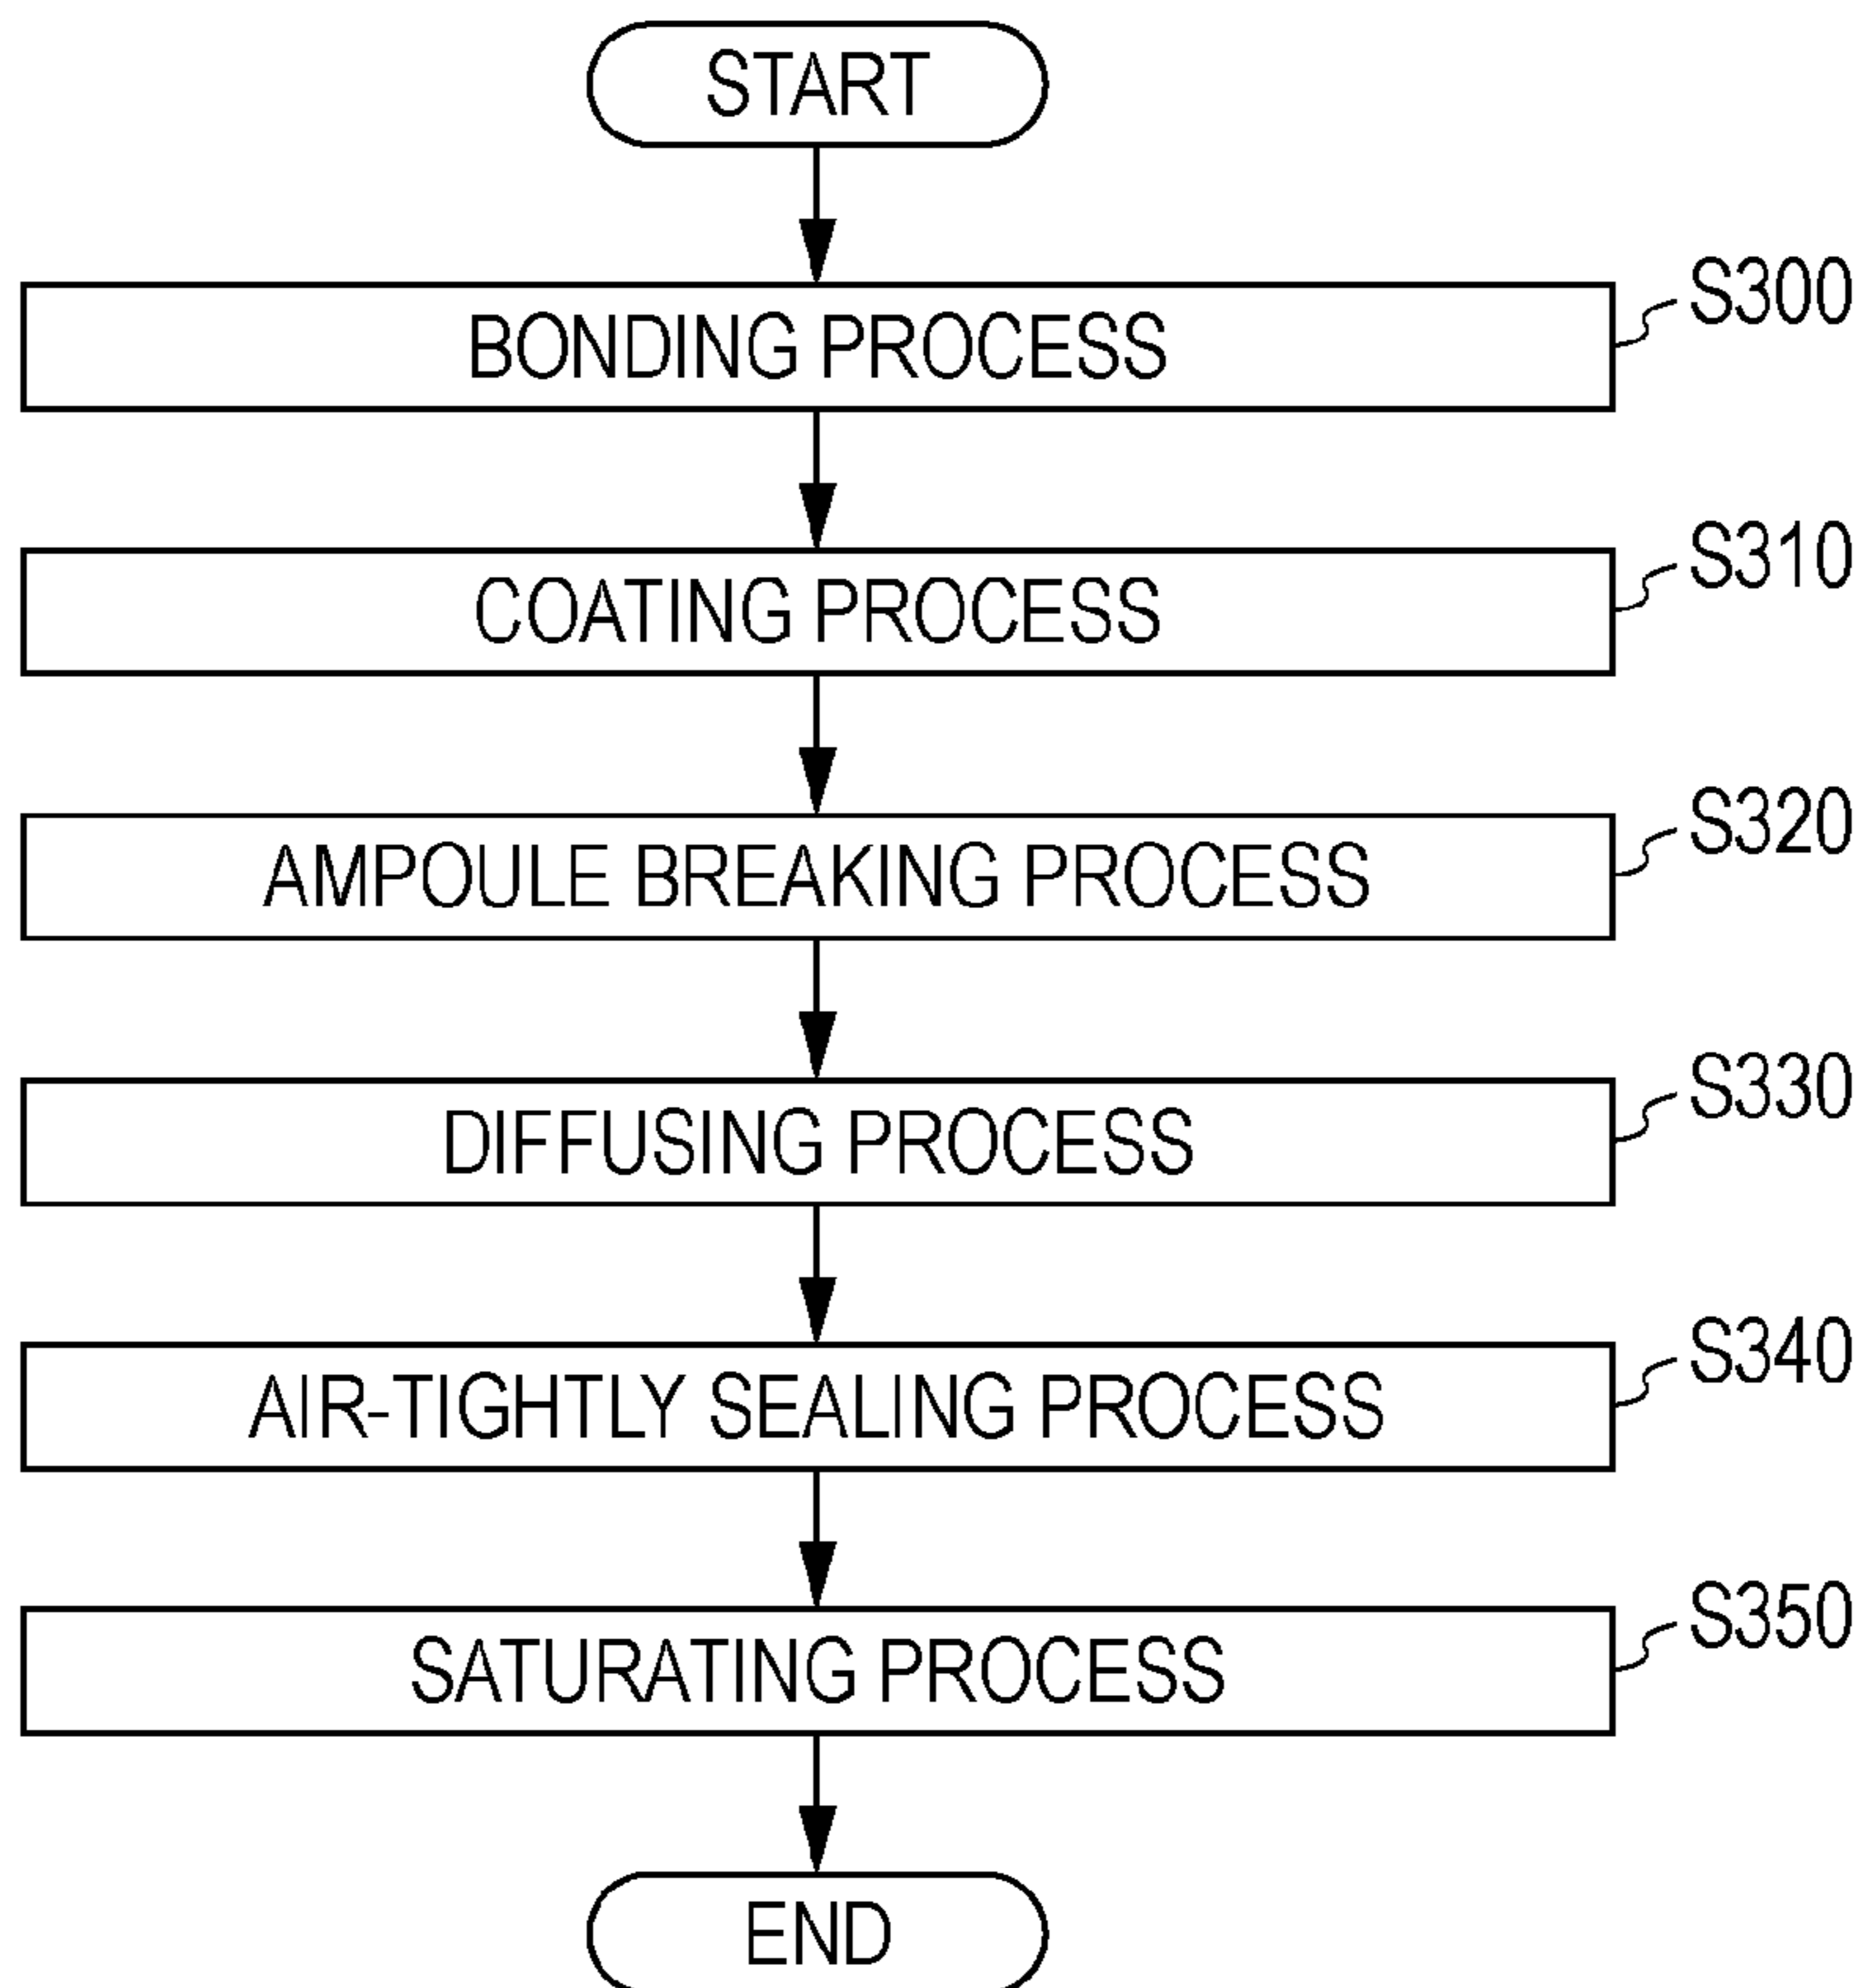 START
BONDING PROCESS
S300
COATING PROCESS
S310
AMPOULE BREAKING PROCESS
S320
DIFFUSING PROCESS
S330
AIR-TIGHTLY SEALING PROCESS
S340
SATURATING PROCESS
S350
END